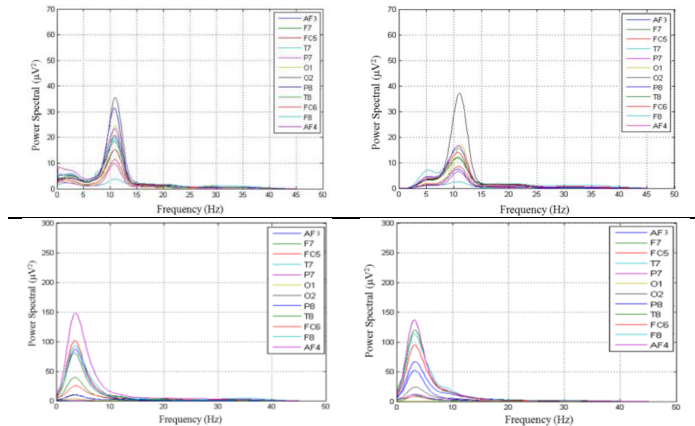 70
60
50
40
30
20
10
0
Power Spectral (µV²)
0 5 10 15 20 25 30 35 40 45 50
Frequency (Hz)
AF3
F7
FC5
T7
P7
O1
O2
P8
T8
FC6
F8
AF4
70
60
50
40
30
20
10
0
Power Spectral (µV²)
0 5 10 15 20 25 30 35 40 45 50
Frequency (Hz)
AF3
F7
FC5
T7
P7
O1
O2
P8
T8
FC6
F8
AF4
300
250
200
150
100
50
0
Power Spectral (µV²)
0 10 20 30 40 50
Frequency (Hz)
AF3
F7
FC5
T7
P7
O1
O2
P8
T8
FC6
F8
AF4
300
250
200
150
100
50
0
Power Spectral (µV²)
0 10 20 30 40 50
Frequency (Hz)
AF3
F7
FC5
T7
P7
O1
O2
P8
T8
FC6
F8
AF4